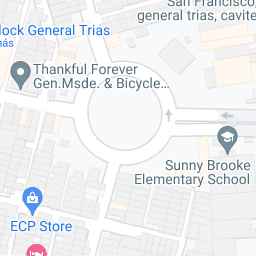 San Francisco,
general trias, cavite
lock General Trias
nás
Thankful Forever
Gen.Msde. & Bicycle...
Sunny Brooke
Elementary School
ECP Store